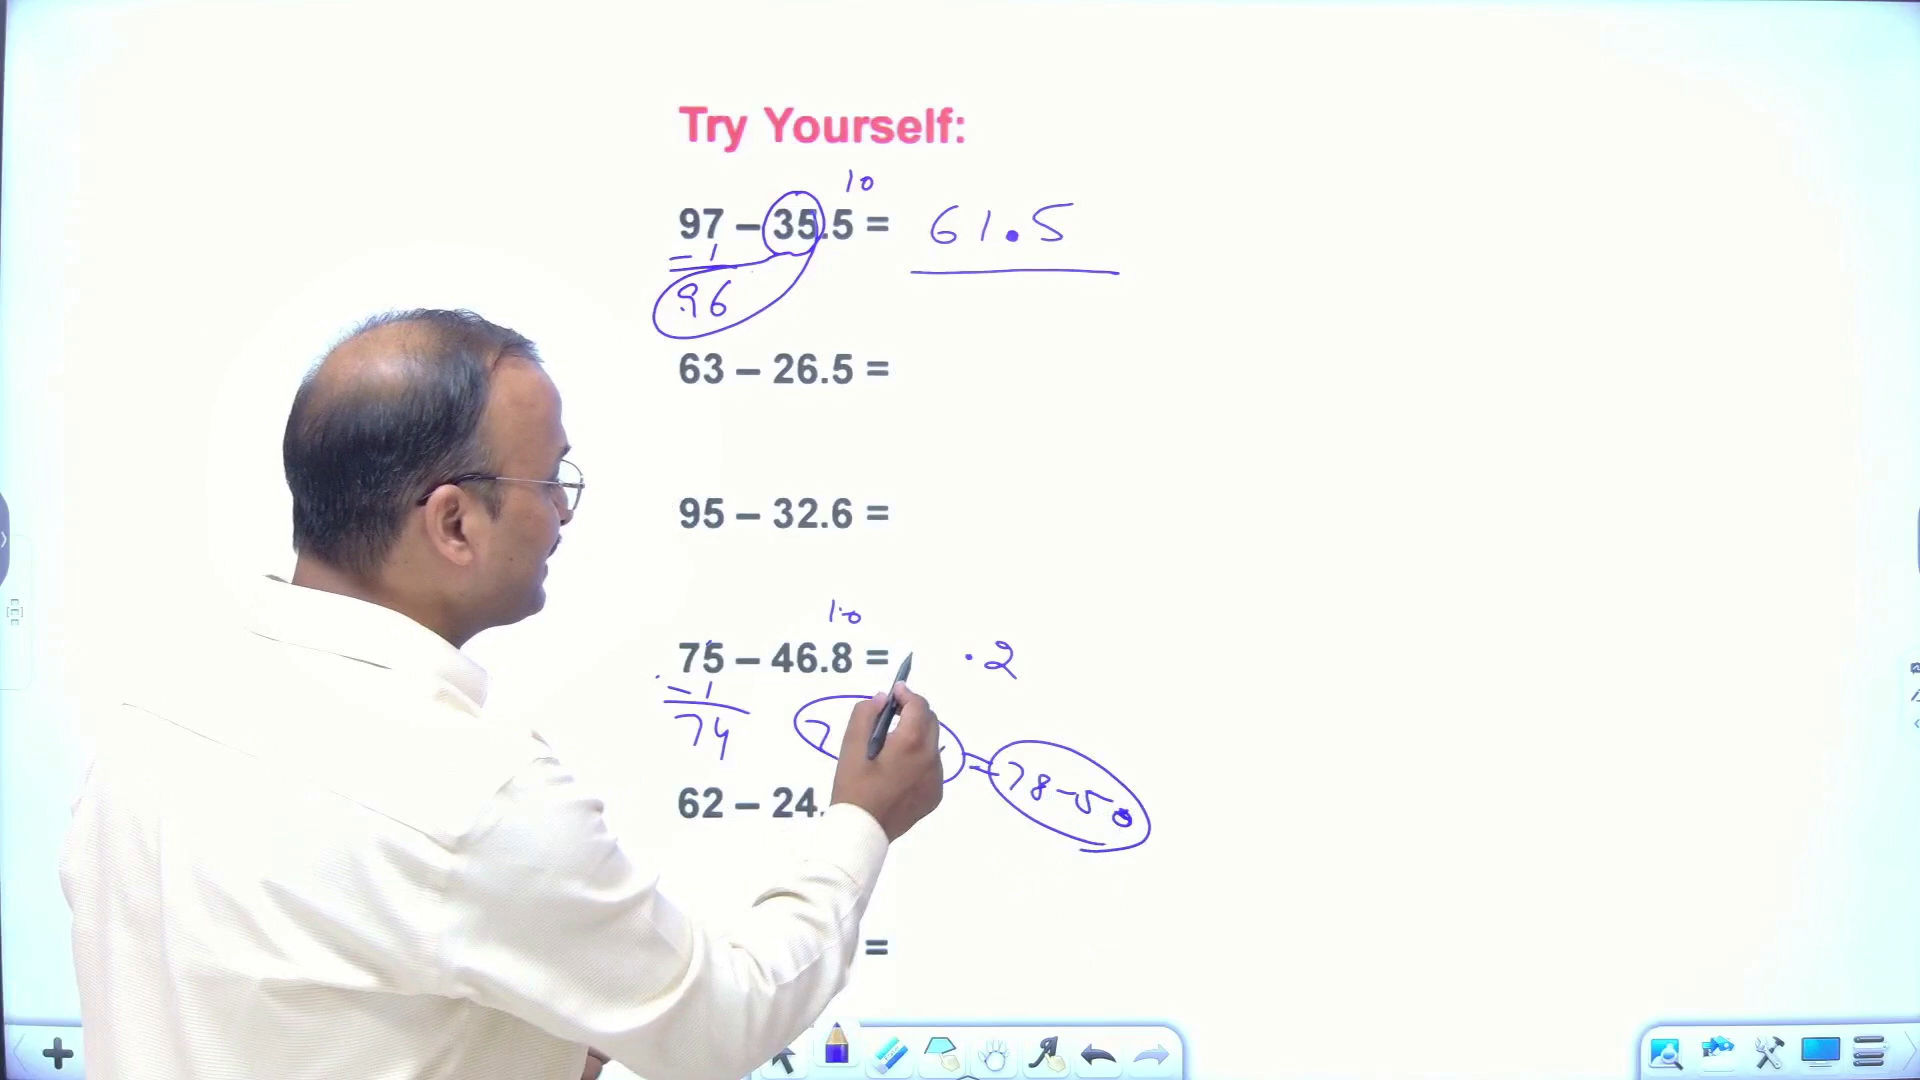 Try Yourself:
10
97 – 35.5 = 61.5
– 1
96
63 – 26.5 =
95 – 32.6 =
10
75 – 46.8 = .2
– 1
74
= 78 – 50
62 – 24.
=